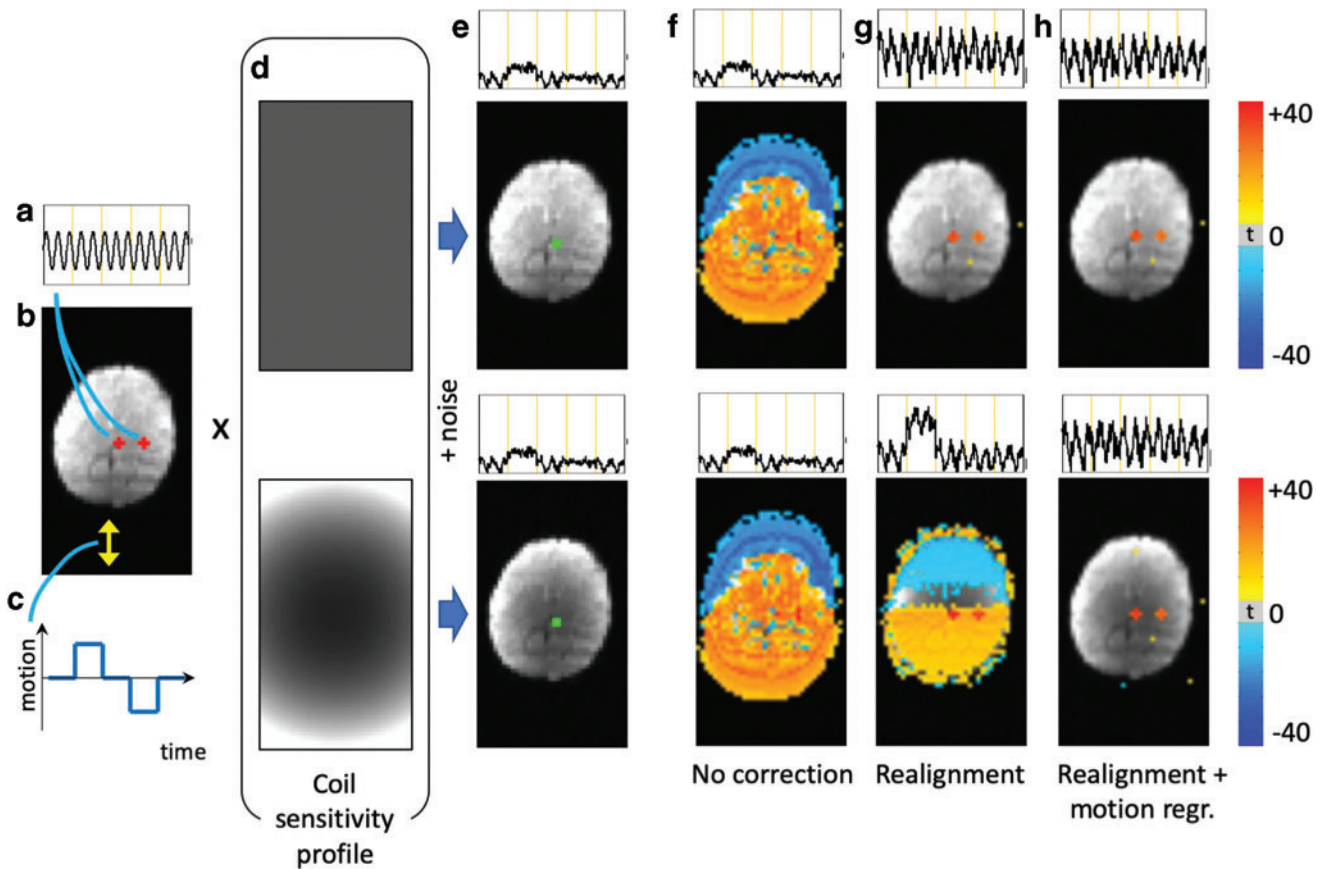 a
b
c
motion
time
X
d
Coil
sensitivity
profile
+ noise
e
f
g
h
+40
t 0
-40
+40
t 0
-40
No correction
Realignment
Realignment +
motion regr.